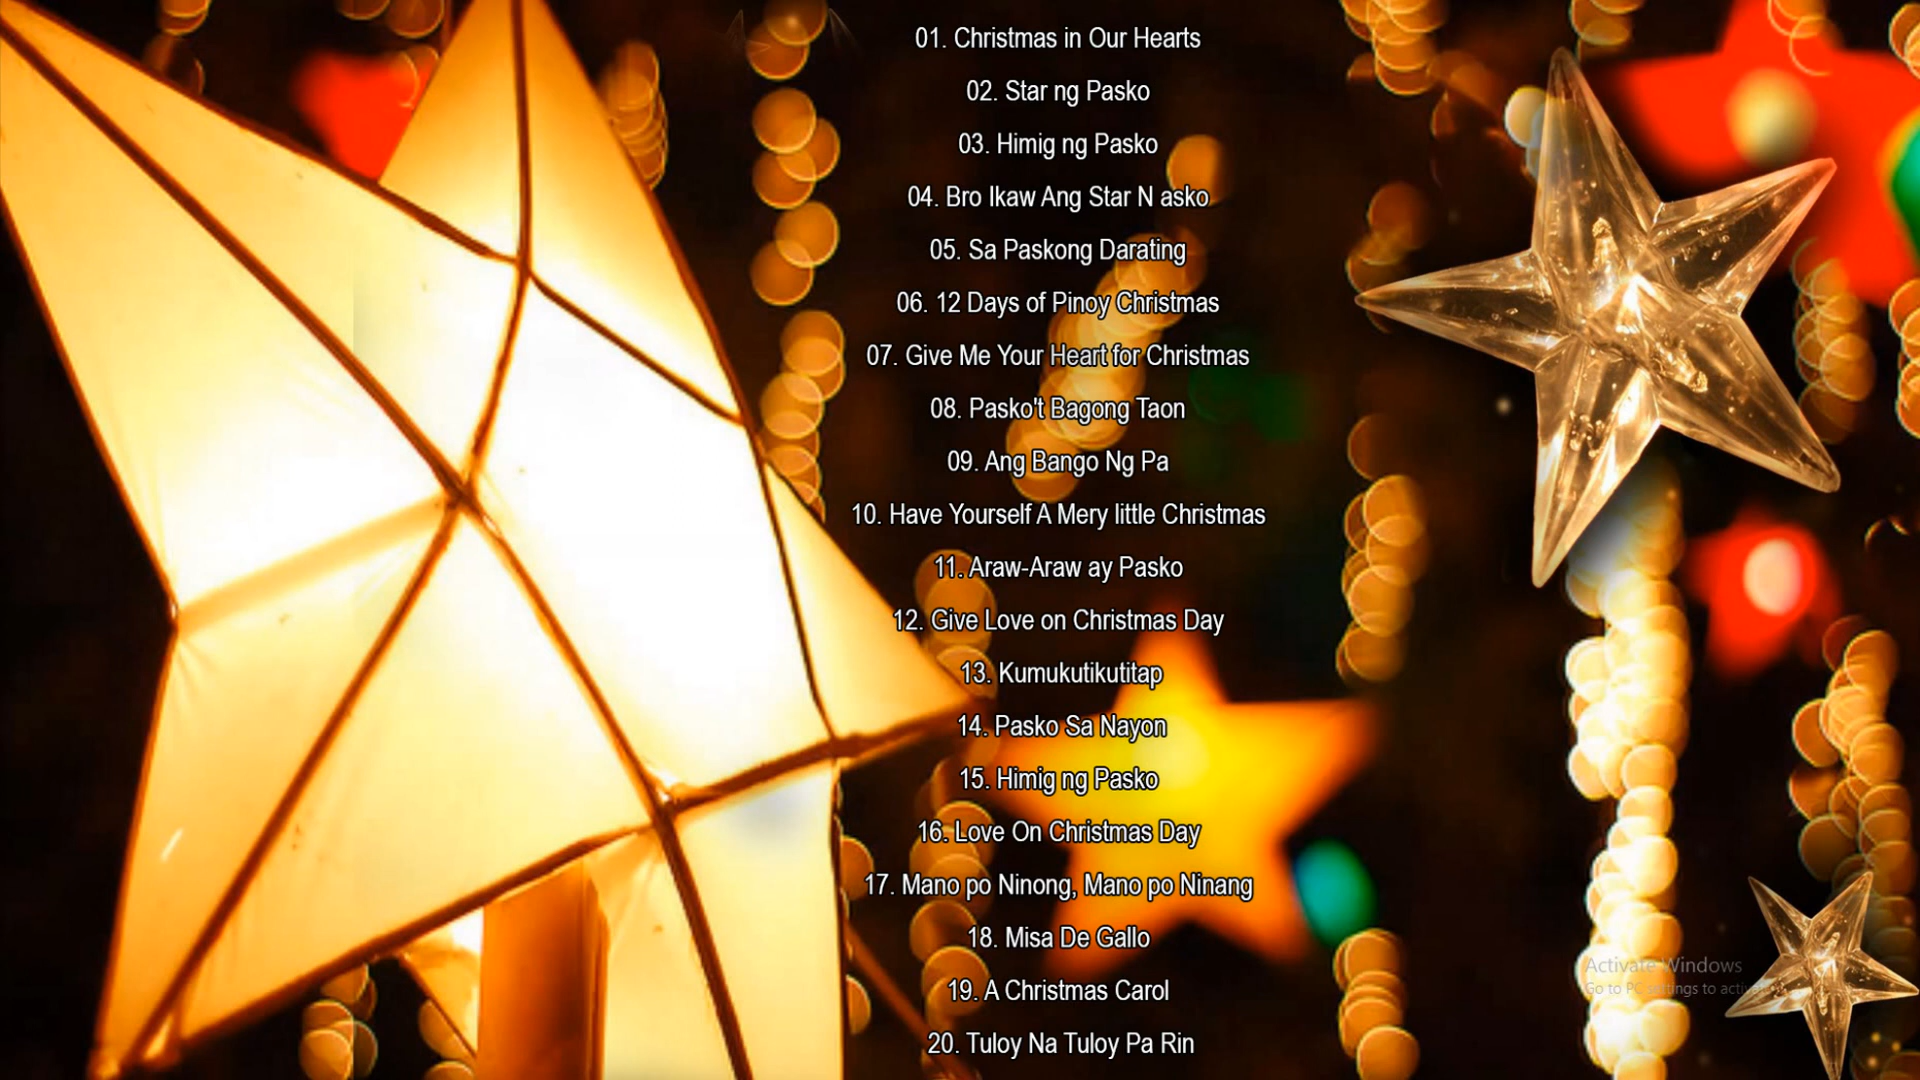 01. Christmas in Our Hearts
02. Star ng Pasko
03. Himig ng Pasko
04. Bro Ikaw Ang Star N asko
05. Sa Paskong Darating
06. 12 Days of Pinoy Christmas
07. Give Me Your Heart for Christmas
08. Pasko't Bagong Taon
09. Ang Bango Ng Pa
10. Have Yourself A Mery little Christmas
11. Araw-Araw ay Pasko
12. Give Love on Christmas Day
13. Kumukutikutitap
14. Pasko Sa Nayon
15. Himig ng Pasko
16. Love On Christmas Day
17. Mano po Ninong, Mano po Ninang
18. Misa De Gallo
19. A Christmas Carol
20. Tuloy Na Tuloy Pa Rin
Activate Windows
Go to PC settings to